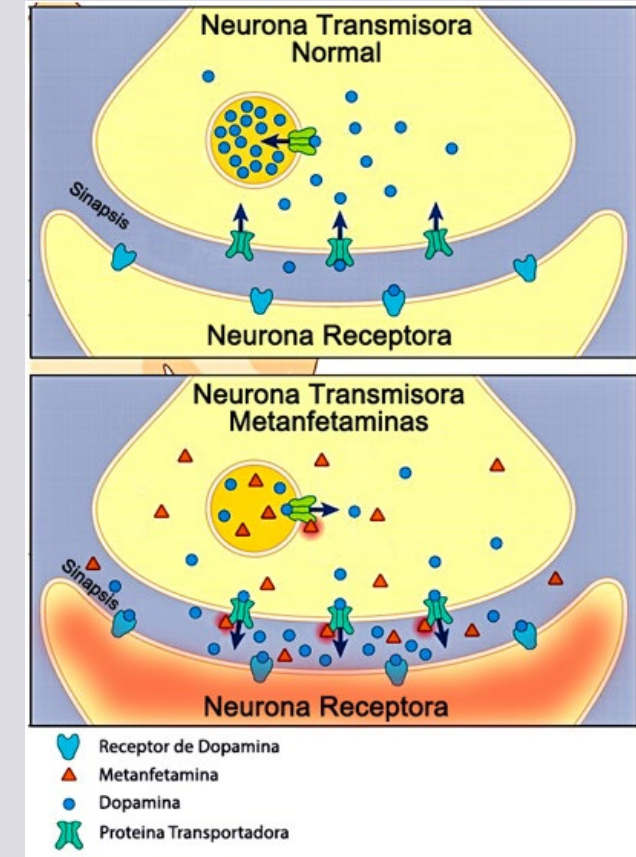 Neurona Transmisora
Normal
Sinapsis
Neurona Receptora
Neurona Transmisora
Metanfetaminas
Sinapsis
Neurona Receptora
Receptor de Dopamina
Metanfetamina
Dopamina
Proteina Transportadora